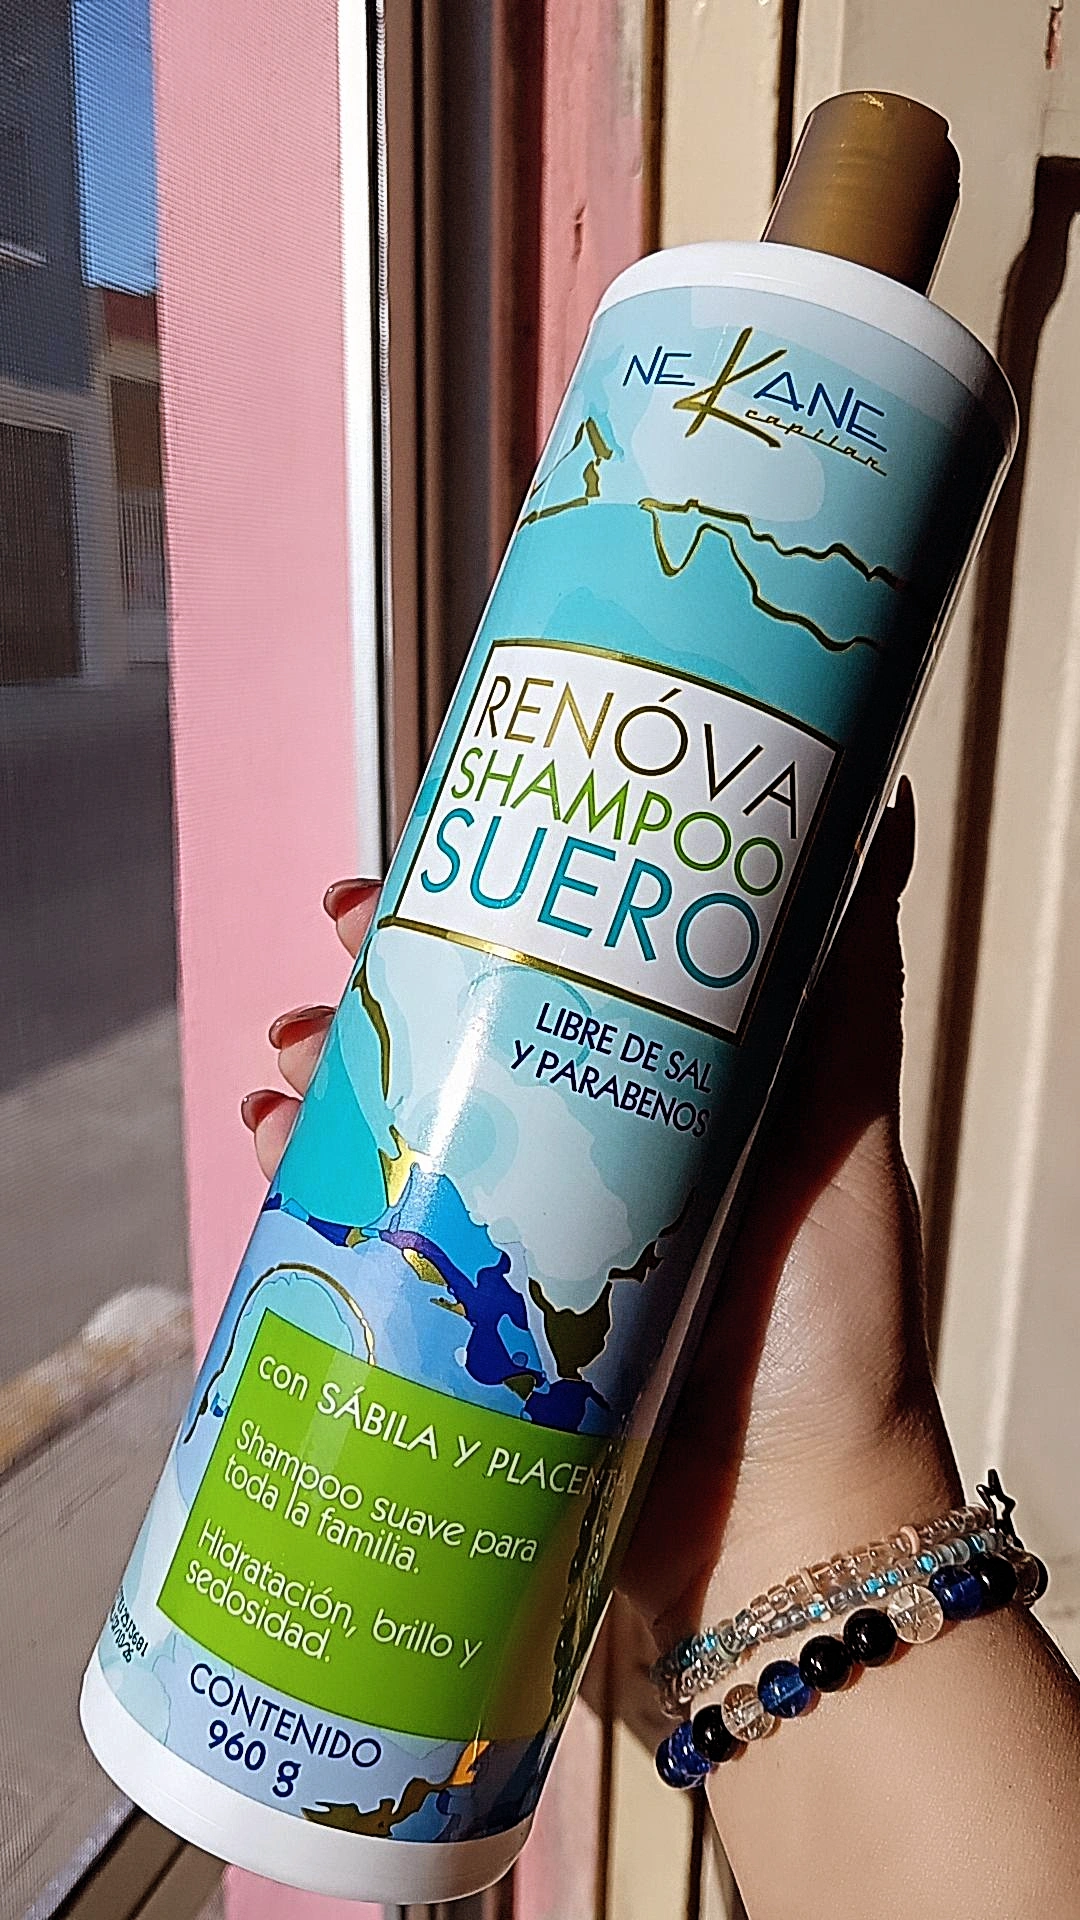 NEKANE
capilar
RENÓVA
SHAMPOO
SUERO
LIBRE DE SAL
Y PARABENOS
con SÁBILA Y PLACENTA
Shampoo suave para
toda la familia.
Hidratación, brillo y
sedosidad.
CONTENIDO
960 g